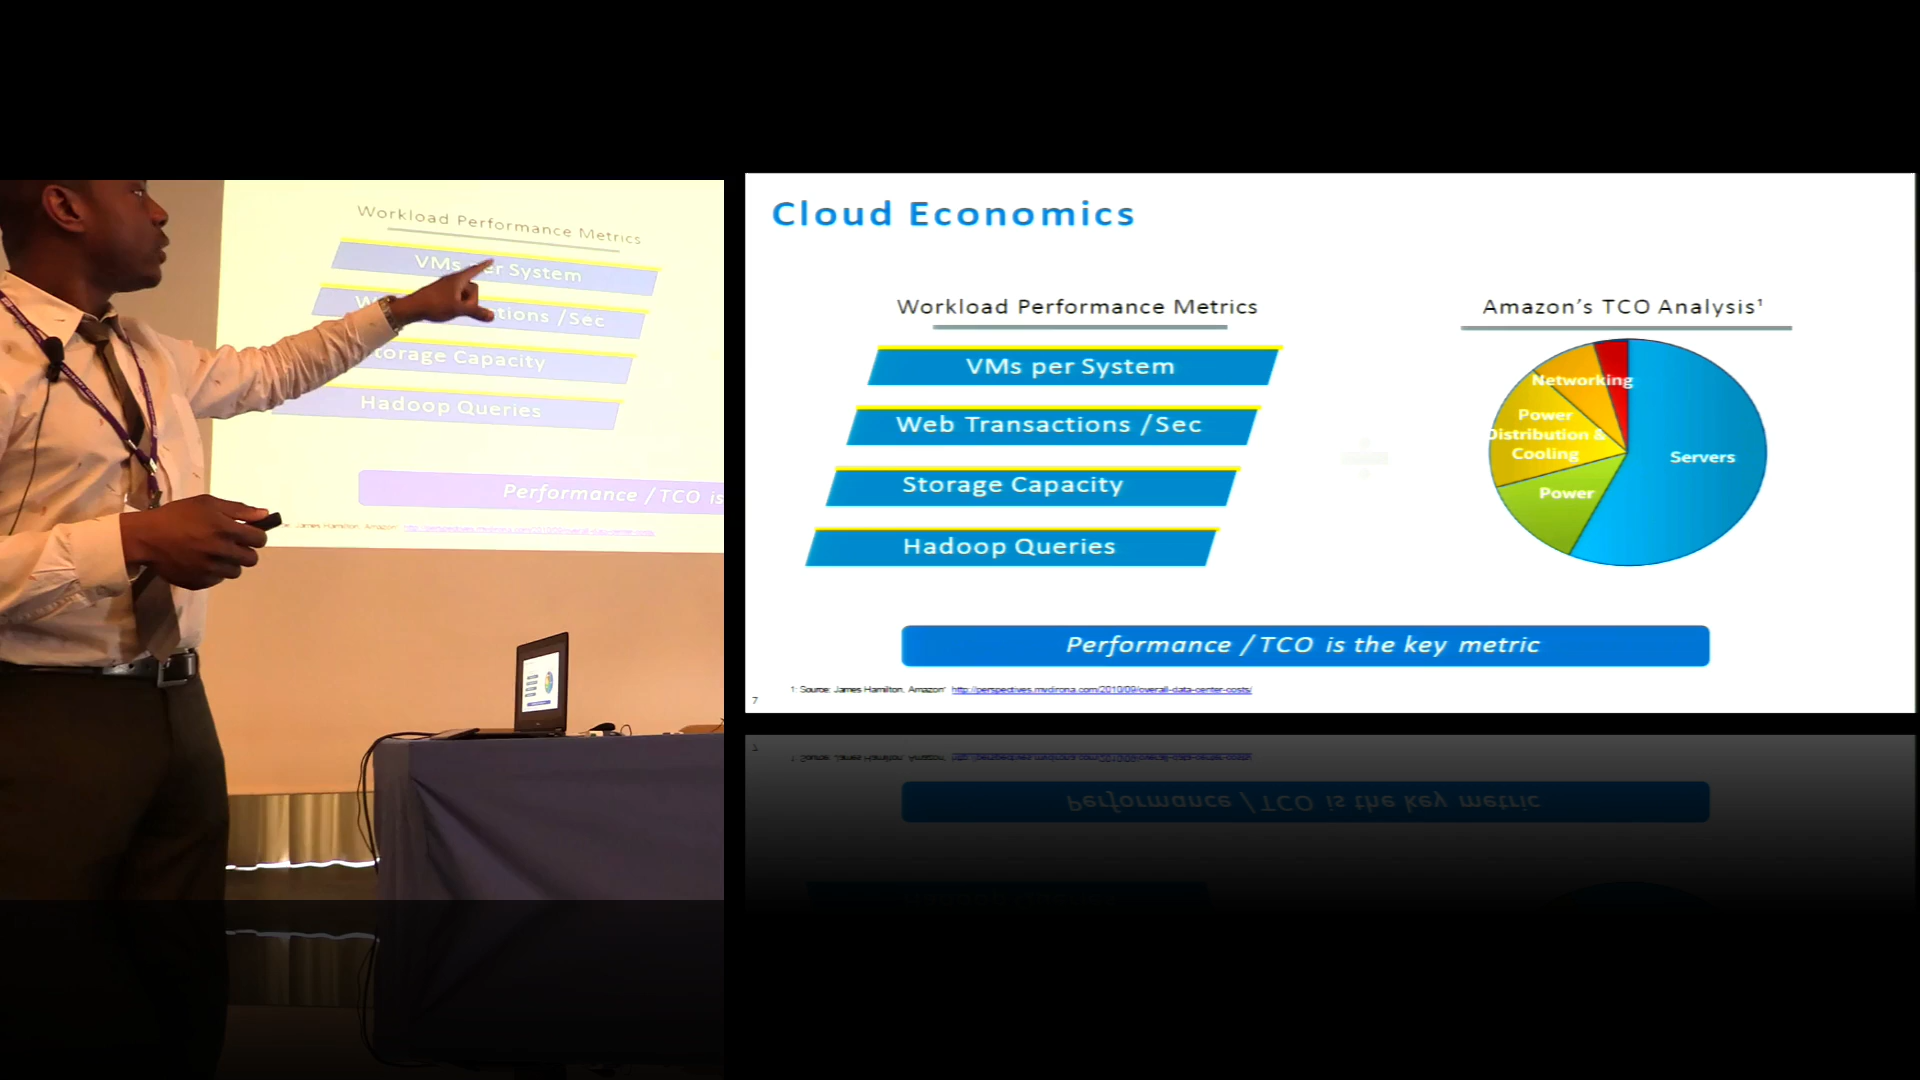 Workload Performance Metrics
VMs per System
tions /Sec
torage Capacity
Hadoop Queries
Performance / TCO is
Cloud Economics
Workload Performance Metrics
VMs per System
Web Transactions /Sec
Storage Capacity
Hadoop Queries
Amazon's TCO Analysis¹
Networking
Power
Distribution &
Cooling
Servers
Power
Performance / TCO is the key metric
1: Source: James Hamilton, Amazon* http://perspectives.mvdirona.com/2010/09/overall-data-center-costs/
7